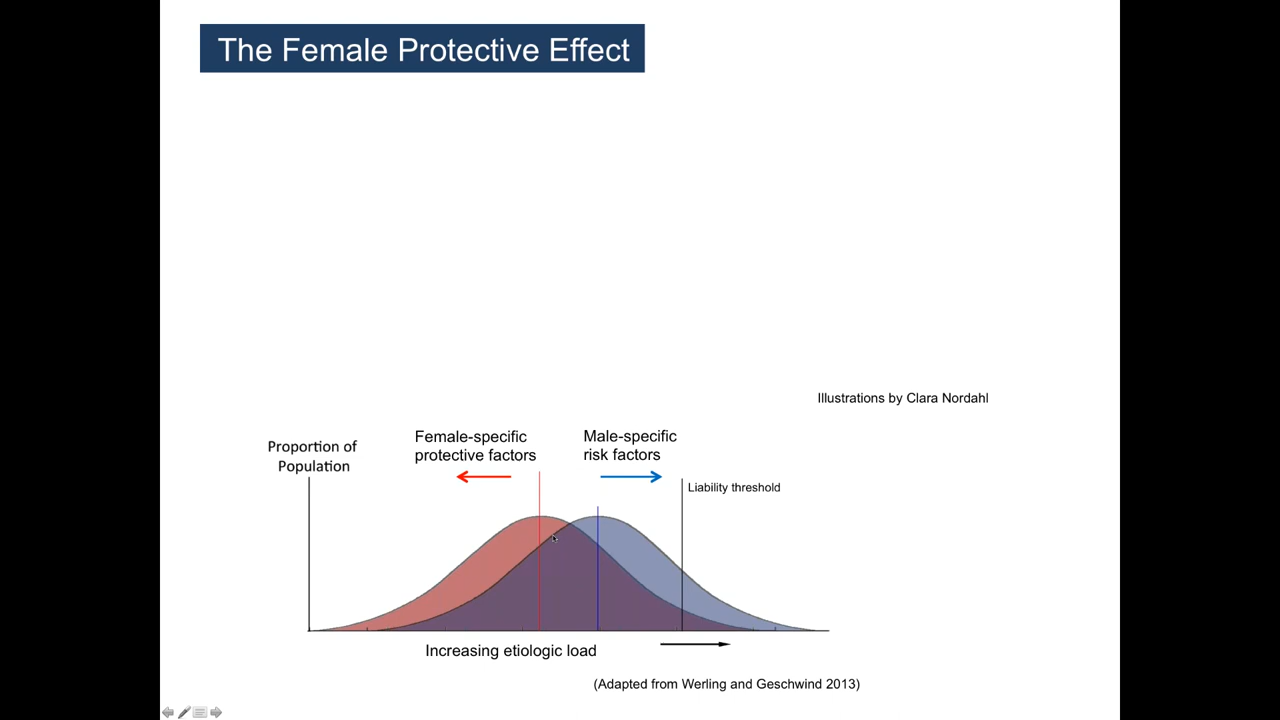 The Female Protective Effect
Illustrations by Clara Nordahl
Proportion of
Population
Female-specific
protective factors
Male-specific
risk factors
Liability threshold
Increasing etiologic load
(Adapted from Werling and Geschwind 2013)